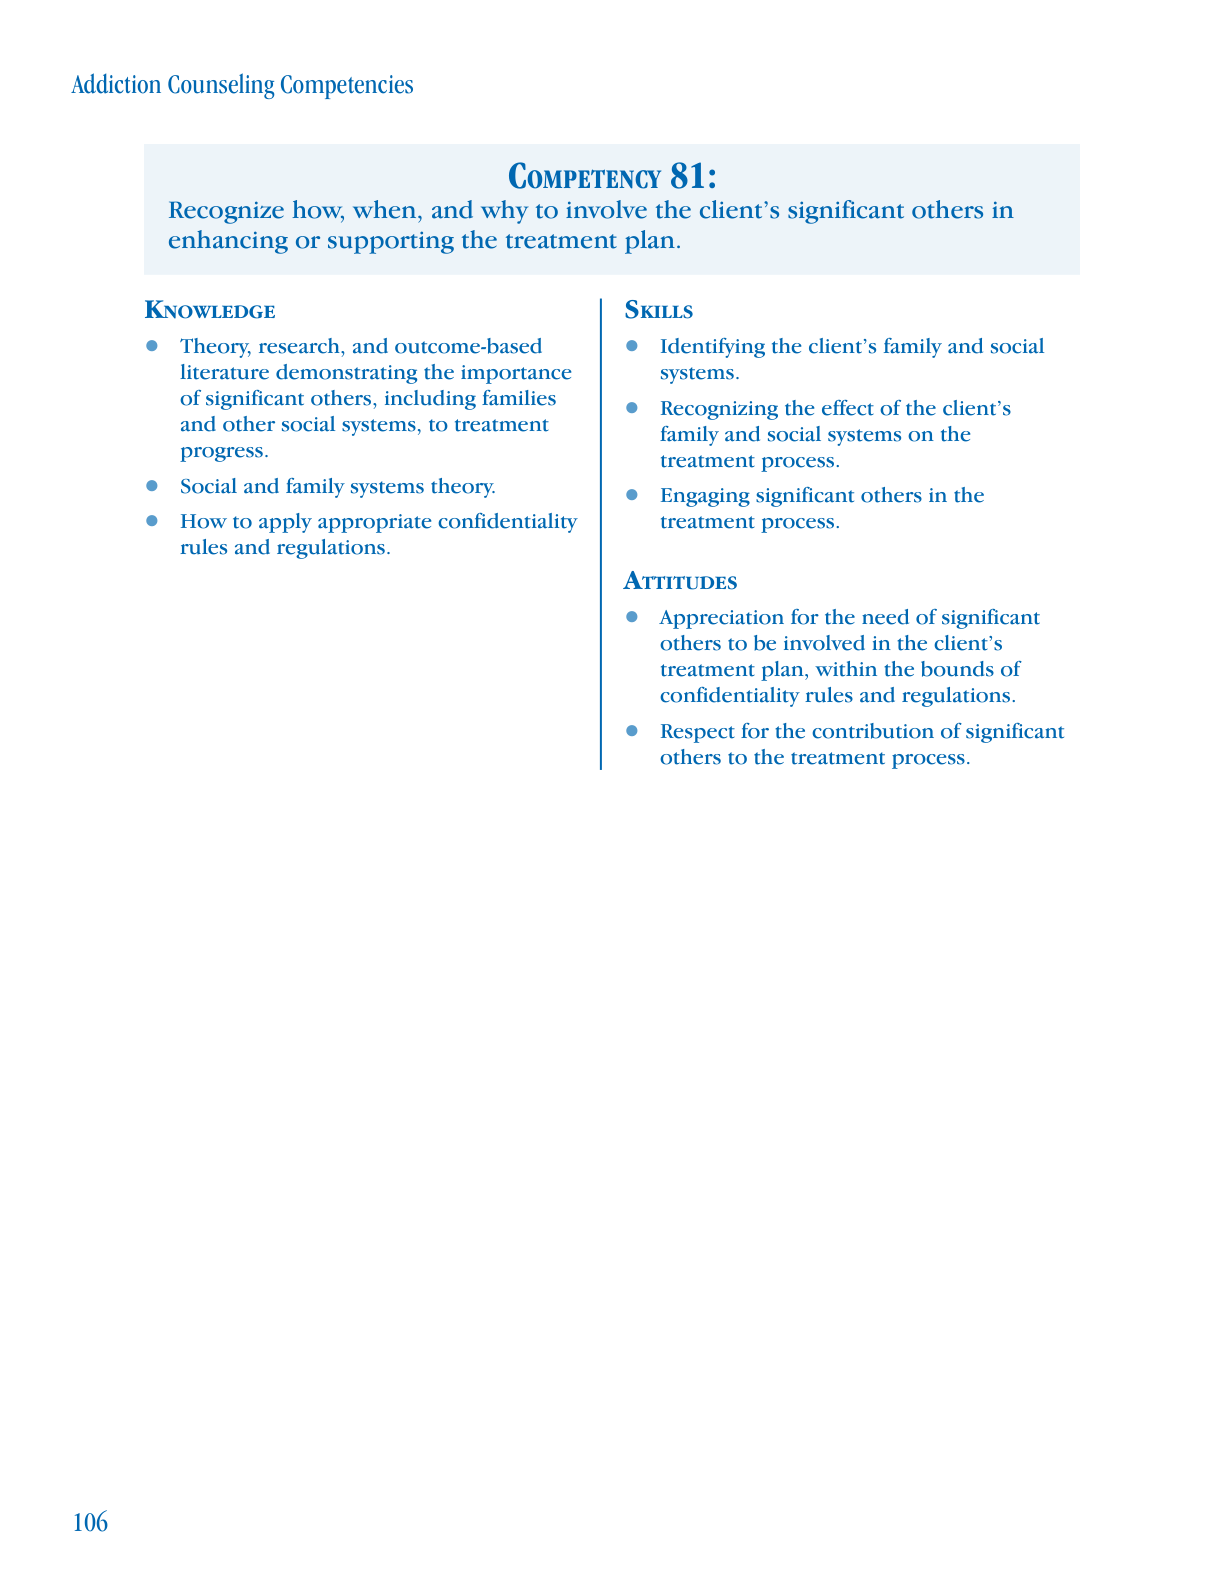 Addiction Counseling Competencies
Competency 81:
Recognize how, when, and why to involve the client’s significant others in
enhancing or supporting the treatment plan.
Knowledge
● Theory, research, and outcome-based
literature demonstrating the importance
of significant others, including families
and other social systems, to treatment
progress.
● Social and family systems theory.
● How to apply appropriate confidentiality
rules and regulations.
Skills
● Identifying the client’s family and social
systems.
● Recognizing the effect of the client’s
family and social systems on the
treatment process.
● Engaging significant others in the
treatment process.
Attitudes
● Appreciation for the need of significant
others to be involved in the client’s
treatment plan, within the bounds of
confidentiality rules and regulations.
● Respect for the contribution of significant
others to the treatment process.
106